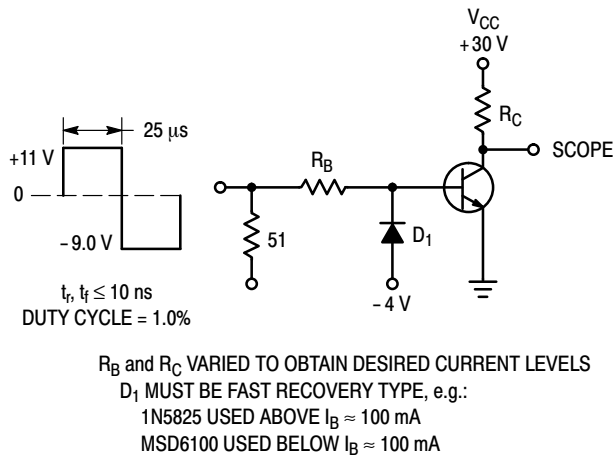 V_CC
+30 V
25 μs
R_C
+11 V
R_B
SCOPE
0
51
D_1
−9.0 V
−4 V
t_r, t_f ≤ 10 ns
DUTY CYCLE = 1.0%
R_B and R_C VARIED TO OBTAIN DESIRED CURRENT LEVELS
D_1 MUST BE FAST RECOVERY TYPE, e.g.:
1N5825 USED ABOVE I_B ≈ 100 mA
MSD6100 USED BELOW I_B ≈ 100 mA